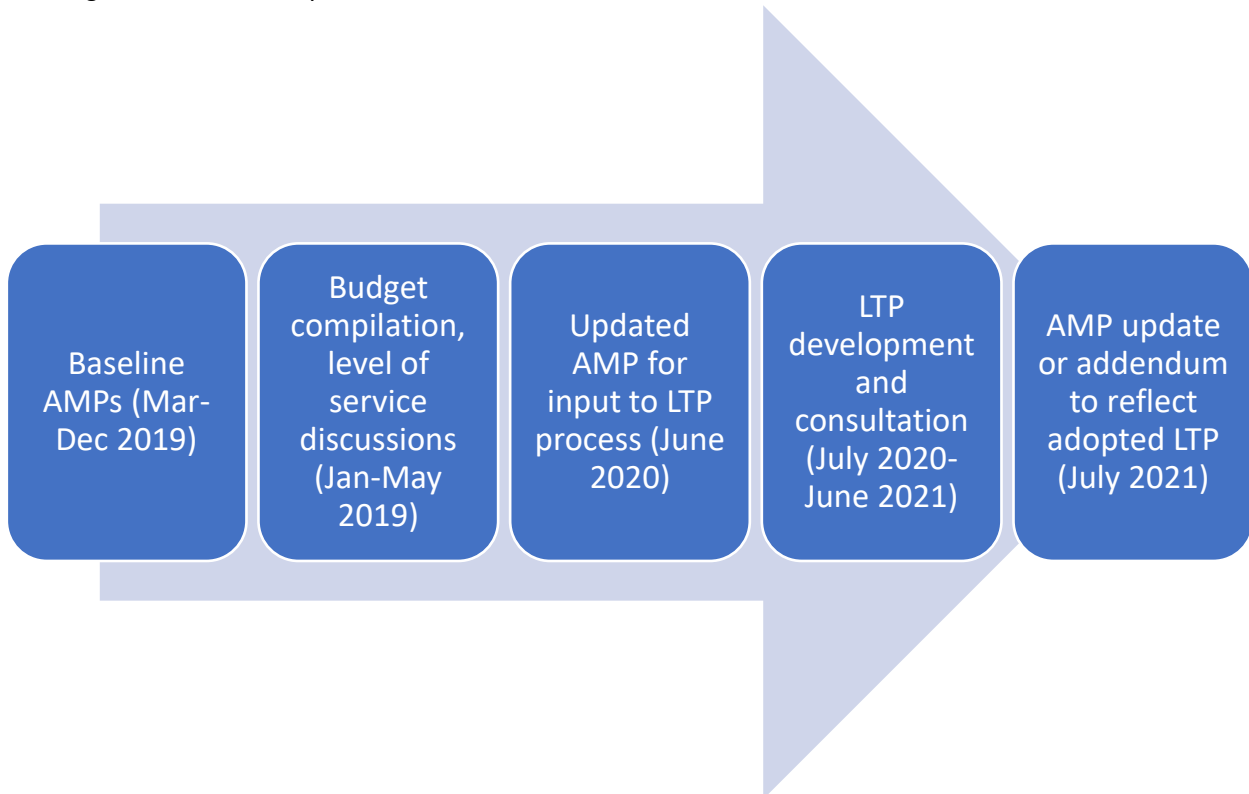 Baseline
AMPs (Mar-
Dec 2019)
Budget
compilation,
level of
service
discussions
(Jan-May
2019)
Updated
AMP for
input to LTP
process (June
2020)
LTP
development
and
consultation
(July 2020-
June 2021)
AMP update
or addendum
to reflect
adopted LTP
(July 2021)